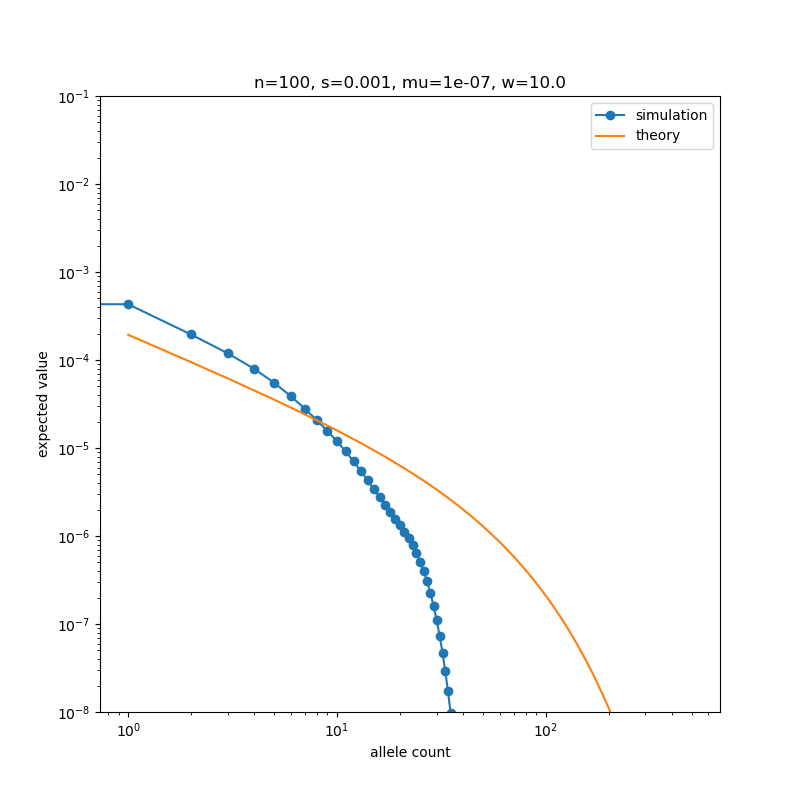 n=100, s=0.001, mu=1e-07, w=10.0
simulation
theory
10⁻¹
10⁻²
10⁻³
10⁻⁴
10⁻⁵
10⁻⁶
10⁻⁷
10⁻⁸
expected value
10⁰ 10¹ 10²
allele count